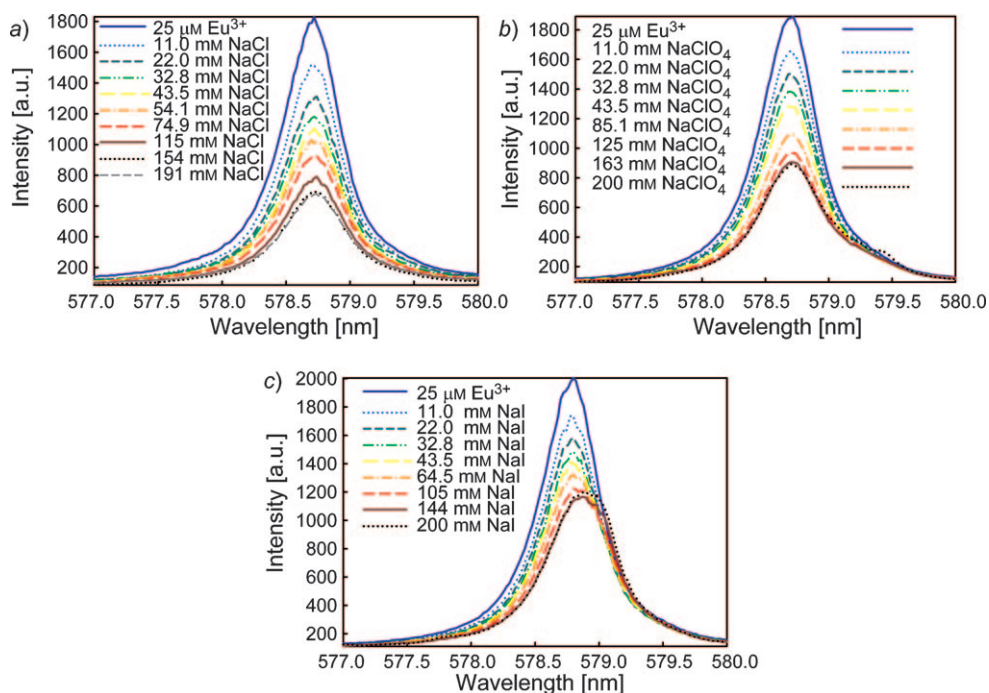 a)
Intensity [a.u.]
1800
1600
1400
1200
1000
800
600
400
200
25 μM Eu³⁺
11.0 mM NaCl
22.0 mM NaCl
32.8 mM NaCl
43.5 mM NaCl
54.1 mM NaCl
74.9 mM NaCl
115 mM NaCl
154 mM NaCl
191 mM NaCl
577.0 577.5 578.0 578.5 579.0 579.5 580.0
Wavelength [nm]
b)
Intensity [a.u.]
1800
1600
1400
1200
1000
800
600
400
200
25 μM Eu³⁺
11.0 mM NaClO₄
22.0 mM NaClO₄
32.8 mM NaClO₄
43.5 mM NaClO₄
85.1 mM NaClO₄
125 mM NaClO₄
163 mM NaClO₄
200 mM NaClO₄
577.0 577.5 578.0 578.5 579.0 579.5 580.0
Wavelength [nm]
c)
Intensity [a.u.]
2000
1800
1600
1400
1200
1000
800
600
400
200
25 μM Eu³⁺
11.0 mM NaI
22.0 mM NaI
32.8 mM NaI
43.5 mM NaI
64.5 mM NaI
105 mM NaI
144 mM NaI
200 mM NaI
577.0 577.5 578.0 578.5 579.0 579.5 580.0
Wavelength [nm]